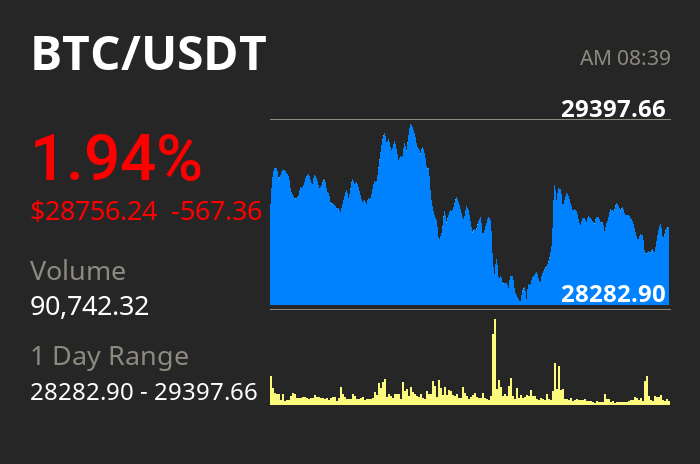 BTC/USDT
AM 08:39
29397.66
1.94%
$28756.24 -567.36
Volume
90,742.32
28282.90
1 Day Range
28282.90 - 29397.66